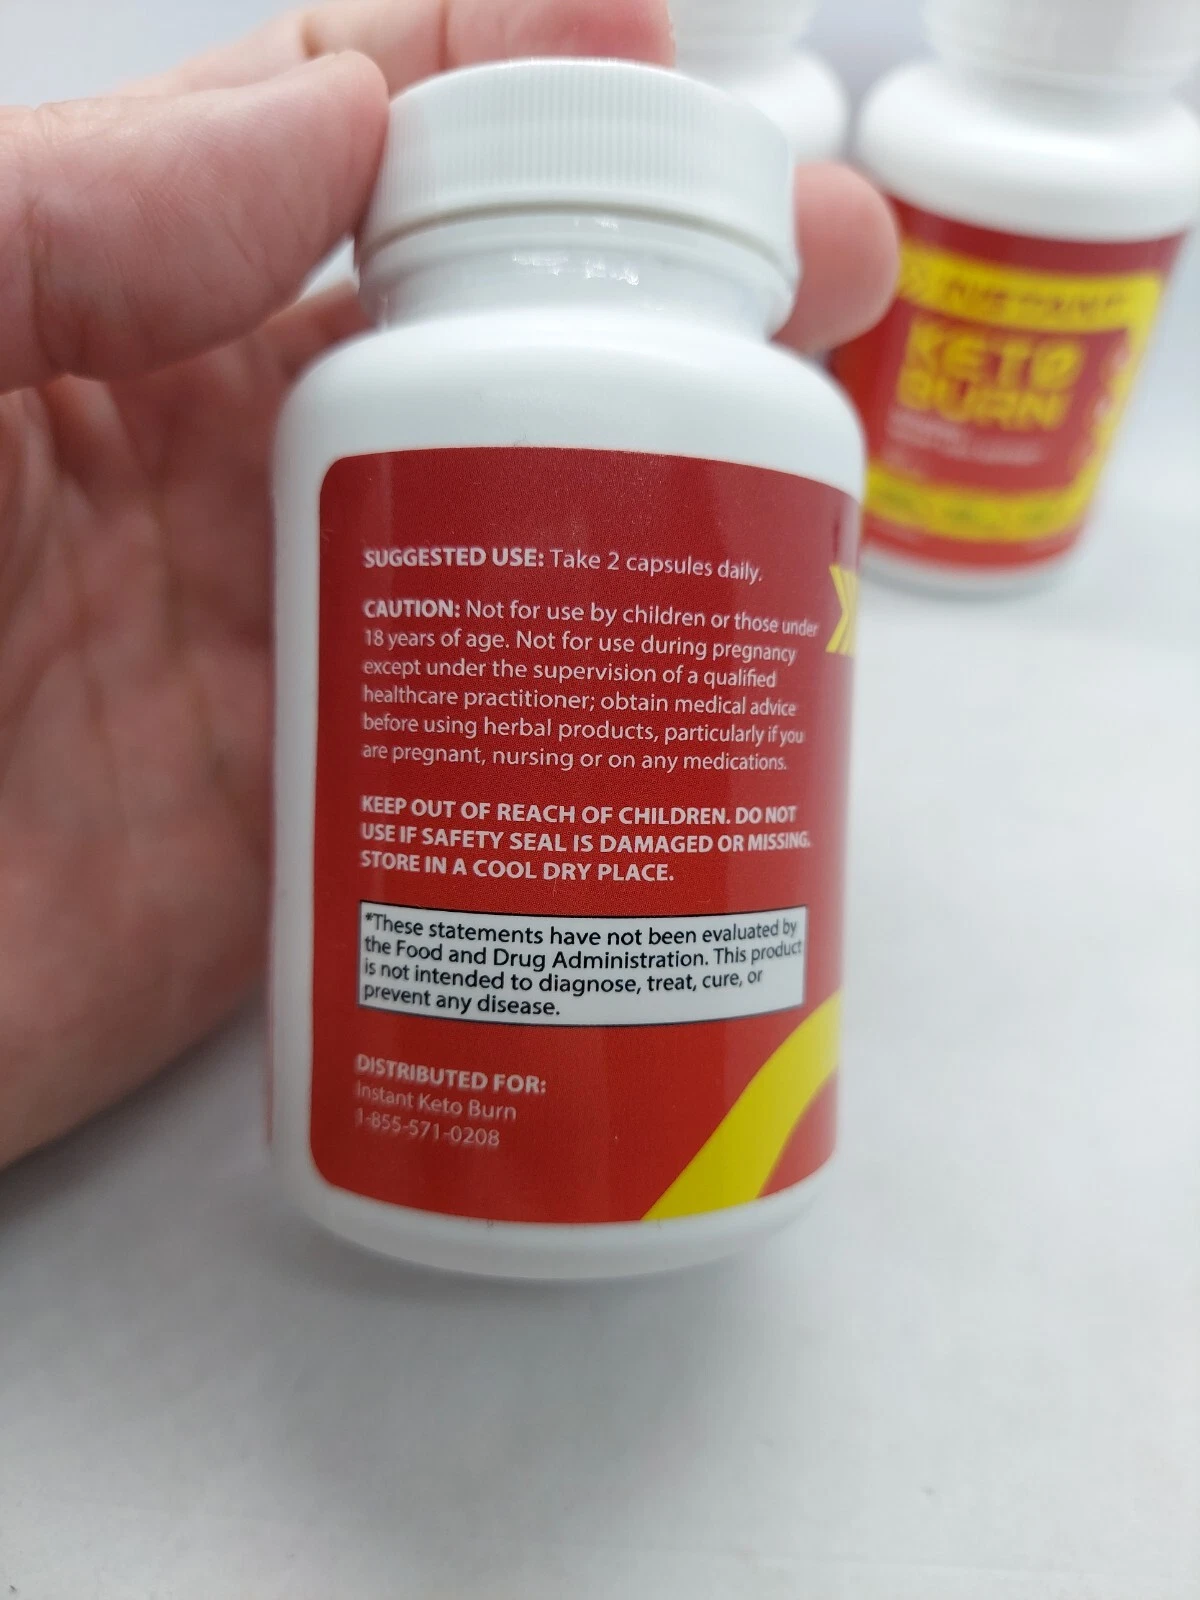 SUGGESTED USE: Take 2 capsules daily.
CAUTION: Not for use by children or those under
18 years of age. Not for use during pregnancy
except under the supervision of a qualified
healthcare practitioner; obtain medical advice
before using herbal products, particularly if you
are pregnant, nursing or on any medications.
KEEP OUT OF REACH OF CHILDREN. DO NOT
USE IF SAFETY SEAL IS DAMAGED OR MISSING.
STORE IN A COOL DRY PLACE.
*These statements have not been evaluated by
the Food and Drug Administration. This product
is not intended to diagnose, treat, cure, or
prevent any disease.
DISTRIBUTED FOR:
Instant Keto Burn
1-855-571-0208
INSTANT
KETO
BURN